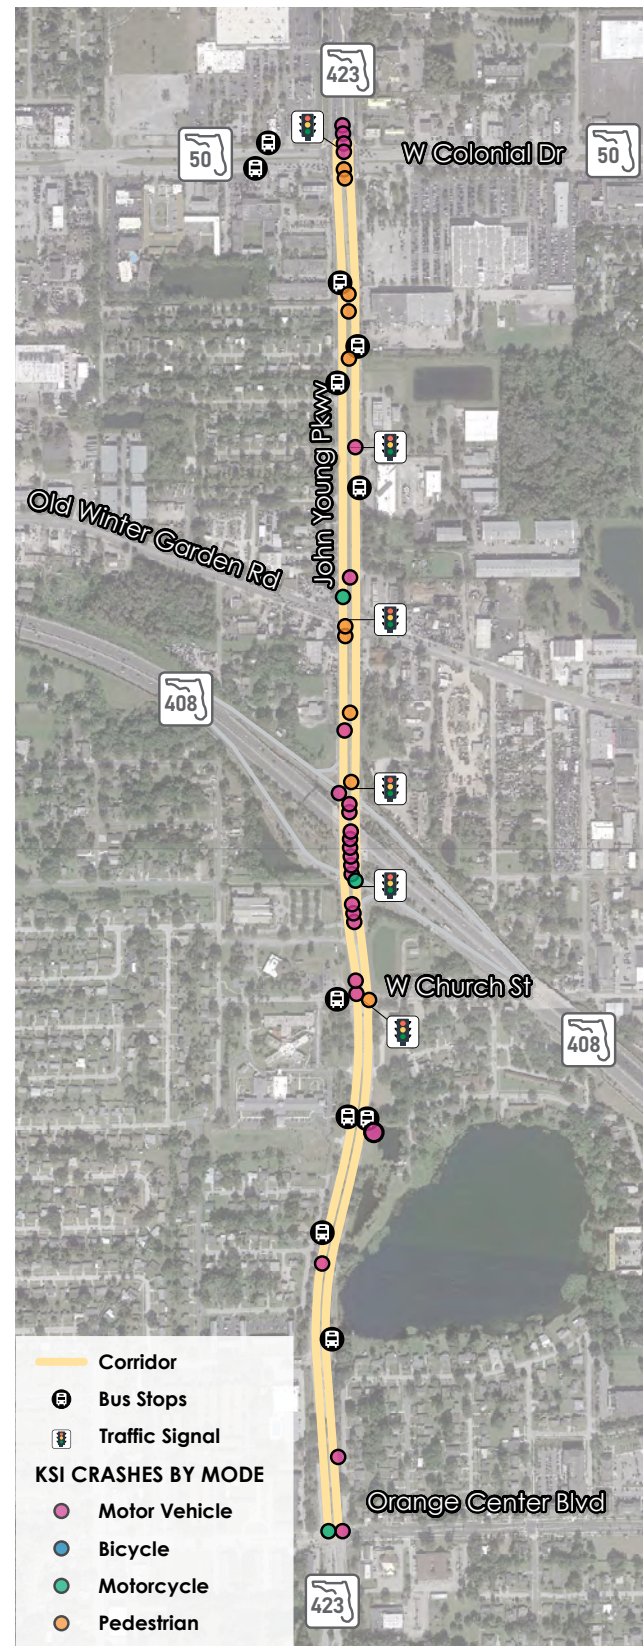 423
50
W Colonial Dr
50
John Young Pkwy
Old Winter Garden Rd
408
W Church St
408
Corridor
Bus Stops
Traffic Signal
KSI CRASHES BY MODE
Motor Vehicle
Bicycle
Motorcycle
Pedestrian
Orange Center Blvd
423